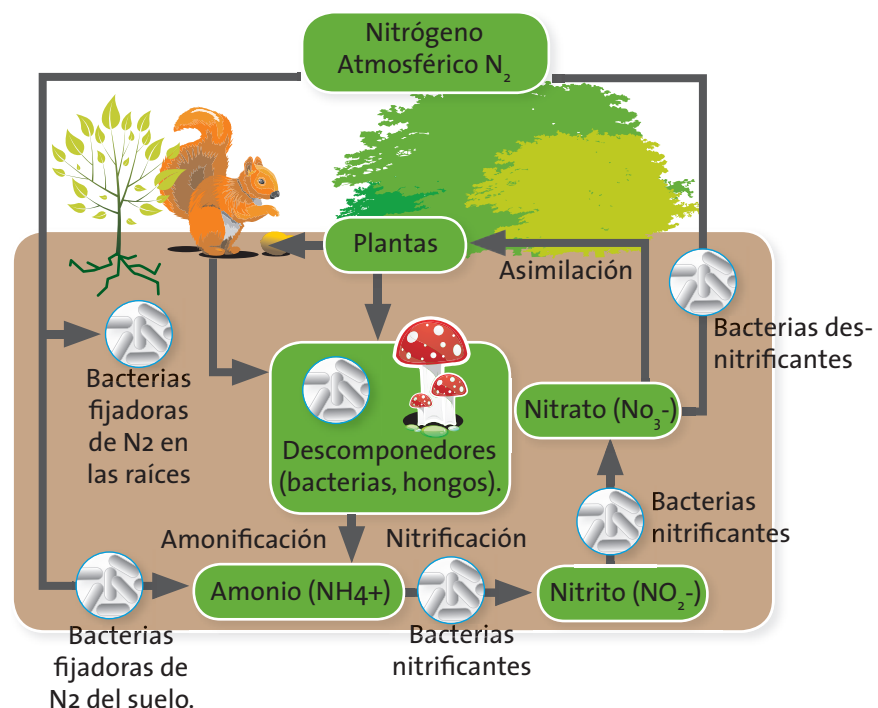 Nitrógeno
Atmosférico N₂
Plantas
Asimilación
Bacterias des-
nitrificantes
Bacterias
fijadoras
de N2 en
las raíces
Descomponedores
(bacterias, hongos).
Nitrato (No₃-)
Bacterias
nitrificantes
Amonificación
Nitrificación
Amonio (NH4+)
Nitrito (NO₂-)
Bacterias
fijadoras de
N2 del suelo.
Bacterias
nitrificantes